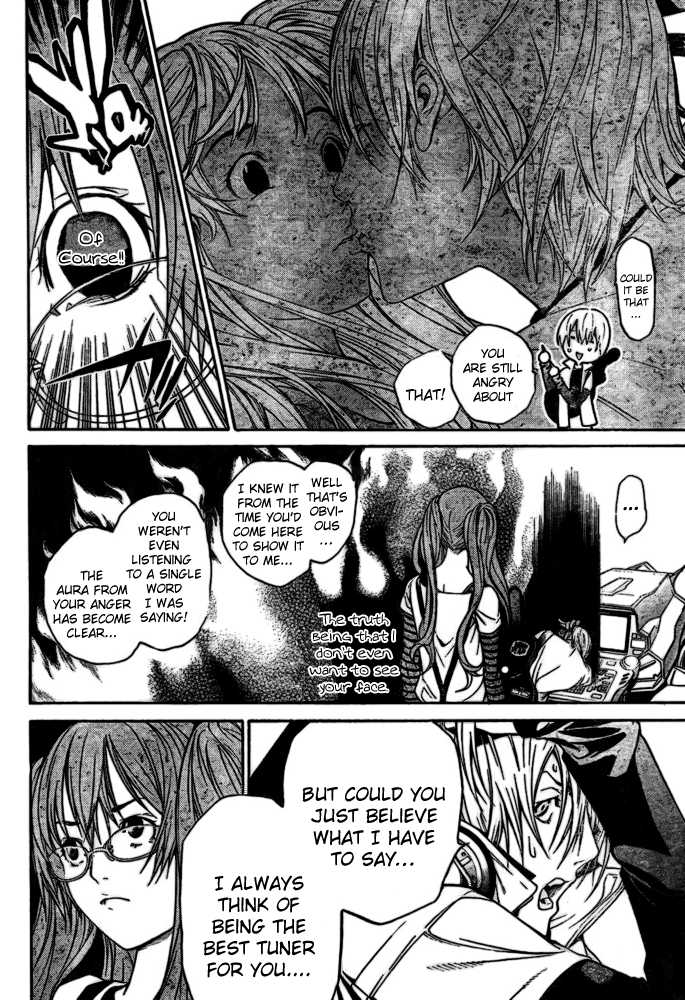 COULD
IT BE
THAT
...
YOU
ARE STILL
ANGRY
ABOUT
THAT!
Of
Course!!
...
WELL
THAT'S
OBVI-
OUS
...
I KNEW IT
FROM THE
TIME YOU'D
COME HERE
TO SHOW IT
TO ME...
YOU
WEREN'T
EVEN
LISTENING
TO A SINGLE
WORD
I WAS
SAYING!
THE
AURA FROM
YOUR ANGER
HAS BECOME
CLEAR...
The truth
being that I
don't even
want to see
your face.
BUT COULD YOU
JUST BELIEVE
WHAT I HAVE
TO SAY...
I ALWAYS
THINK OF
BEING THE
BEST TUNER
FOR YOU....